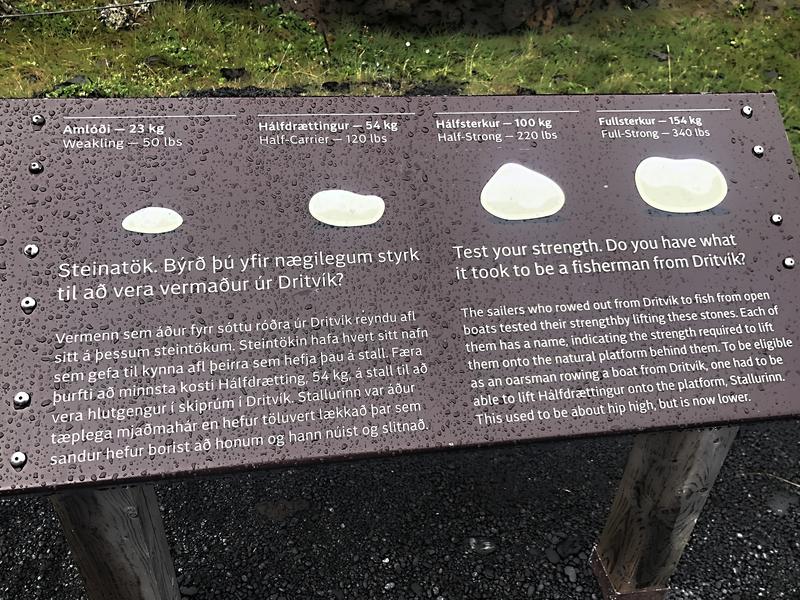 Amlóði — 23 kg
Weakling — 50 lbs
Hálfdrættingur — 54 kg
Half-Carrier — 120 lbs
Hálfsterkur — 100 kg
Half-Strong — 220 lbs
Fullsterkur — 154 kg
Full-Strong — 340 lbs
Steinatök. Býrð þú yfir nægilegum styrk
til að vera vermaður úr Dritvík?
Vermenn sem áður fyrr sóttu róðra úr Dritvík reyndu afl
sitt á þessum steintökum. Steintökin hafa hvert sitt nafn
sem gefa til kynna afl þeirra sem hefja þau á stall. Færa
þurfti að minnsta kosti Hálfdrætting, 54 kg, á stall til að
vera hlutgengur í skiprúm í Dritvík. Stallurinn var áður
tæplega mjaðmahár en hefur töluvert lækkað þar sem
sandur hefur borist að honum og hann núist og slitnað.
Test your strength. Do you have what
it took to be a fisherman from Dritvík?
The sailers who rowed out from Dritvík to fish from open
boats tested their strengthby lifting these stones. Each of
them has a name, indicating the strength required to lift
them onto the natural platform behind them. To be eligible
as an oarsman rowing a boat from Dritvík, one had to be
able to lift Hálfdrættingur onto the platform, Stallurinn.
This used to be about hip high, but is now lower.